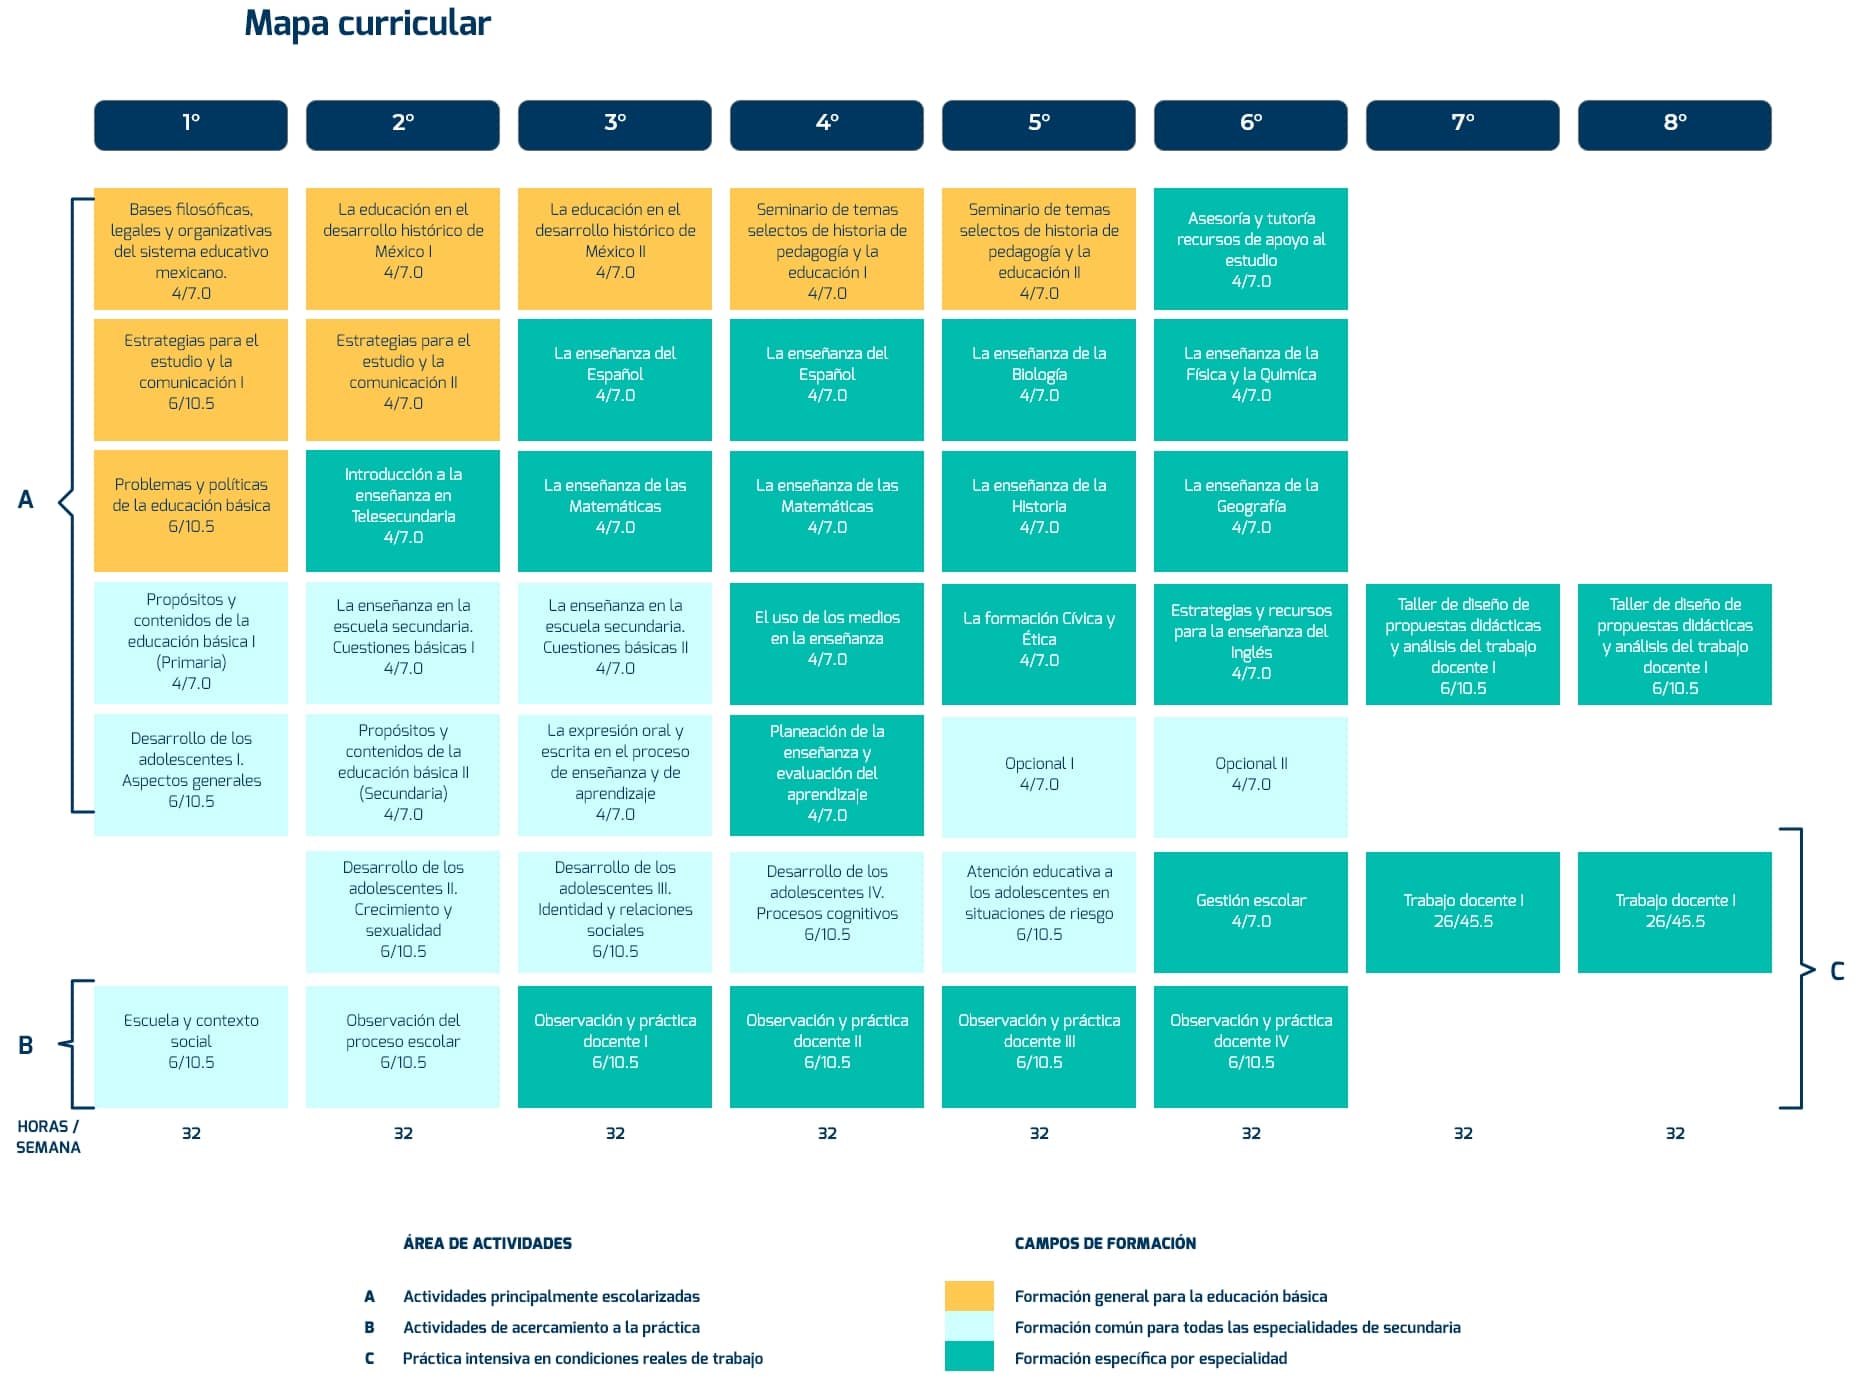 Mapa curricular
1°
2°
3°
4°
5°
6°
7°
8°
Bases filosóficas,
legales y organizativas
del sistema educativo
mexicano.
4/7.0
La educación en el
desarrollo histórico de
México I
4/7.0
La educación en el
desarrollo histórico de
México II
4/7.0
Seminario de temas
selectos de historia de
pedagogía y la
educación I
4/7.0
Seminario de temas
selectos de historia de
pedagogía y la
educación II
4/7.0
Asesoría y tutoría
recursos de apoyo al
estudio
4/7.0
Estrategias para el
estudio y la
comunicación I
6/10.5
Estrategias para el
estudio y la
comunicación II
4/7.0
La enseñanza del
Español
4/7.0
La enseñanza del
Español
4/7.0
La enseñanza de la
Biología
4/7.0
La enseñanza de la
Física y la Quimíca
4/7.0
A
Problemas y políticas
de la educación básica
6/10.5
Introducción a la
enseñanza en
Telesecundaria
4/7.0
La enseñanza de las
Matemáticas
4/7.0
La enseñanza de las
Matemáticas
4/7.0
La enseñanza de la
Historia
4/7.0
La enseñanza de la
Geografía
4/7.0
Propósitos y
contenidos de la
educación básica I
(Primaria)
4/7.0
La enseñanza en la
escuela secundaria.
Cuestiones básicas I
4/7.0
La enseñanza en la
escuela secundaria.
Cuestiones básicas II
4/7.0
El uso de los medios
en la enseñanza
4/7.0
La formación Cívica y
Ética
4/7.0
Estrategias y recursos
para la enseñanza del
Inglés
4/7.0
Taller de diseño de
propuestas didácticas
y análisis del trabajo
docente I
6/10.5
Taller de diseño de
propuestas didácticas
y análisis del trabajo
docente I
6/10.5
Desarrollo de los
adolescentes I.
Aspectos generales
6/10.5
Propósitos y
contenidos de la
educación básica II
(Secundaria)
4/7.0
La expresión oral y
escrita en el proceso
de enseñanza y de
aprendizaje
4/7.0
Planeación de la
enseñanza y
evaluación del
aprendizaje
4/7.0
Opcional I
4/7.0
Opcional II
4/7.0
Desarrollo de los
adolescentes II.
Crecimiento y
sexualidad
6/10.5
Desarrollo de los
adolescentes III.
Identidad y relaciones
sociales
6/10.5
Desarrollo de los
adolescentes IV.
Procesos cognitivos
6/10.5
Atención educativa a
los adolescentes en
situaciones de riesgo
6/10.5
Gestión escolar
4/7.0
Trabajo docente I
26/45.5
Trabajo docente I
26/45.5
C
B
Escuela y contexto
social
6/10.5
Observación del
proceso escolar
6/10.5
Observación y práctica
docente I
6/10.5
Observación y práctica
docente II
6/10.5
Observación y práctica
docente III
6/10.5
Observación y práctica
docente IV
6/10.5
HORAS /
SEMANA
32
32
32
32
32
32
32
32
ÁREA DE ACTIVIDADES
A Actividades principalmente escolarizadas
B Actividades de acercamiento a la práctica
C Práctica intensiva en condiciones reales de trabajo
CAMPOS DE FORMACIÓN
Formación general para la educación básica
Formación común para todas las especialidades de secundaria
Formación específica por especialidad